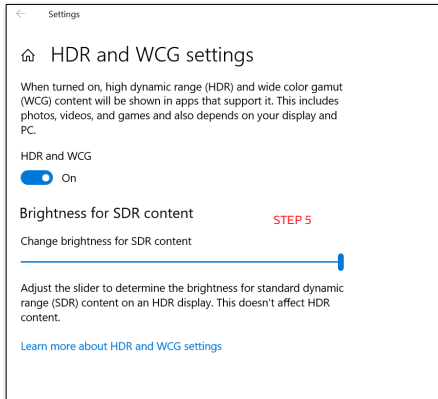 Settings
HDR and WCG settings
When turned on, high dynamic range (HDR) and wide color gamut
(WCG) content will be shown in apps that support it. This includes
photos, videos, and games and also depends on your display and
PC.
HDR and WCG
On
Brightness for SDR content
STEP 5
Change brightness for SDR content
Adjust the slider to determine the brightness for standard dynamic
range (SDR) content on an HDR display. This doesn't affect HDR
content.
Learn more about HDR and WCG settings